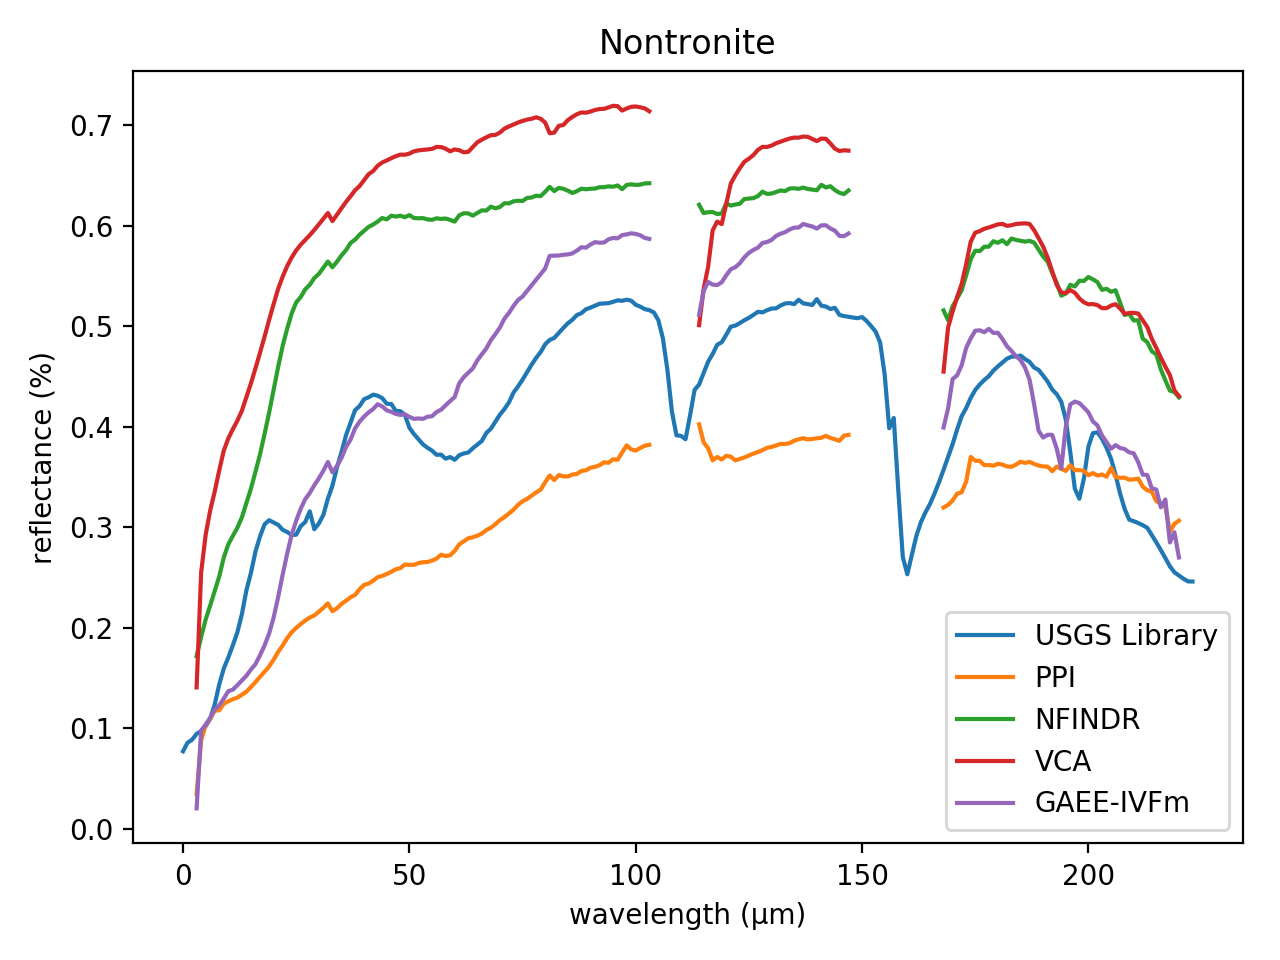 Nontronite
reflectance (%)
0.7
0.6
0.5
0.4
0.3
0.2
0.1
0.0
0
50
100
150
200
wavelength (μm)
USGS Library
PPI
NFINDR
VCA
GAEE-IVFm